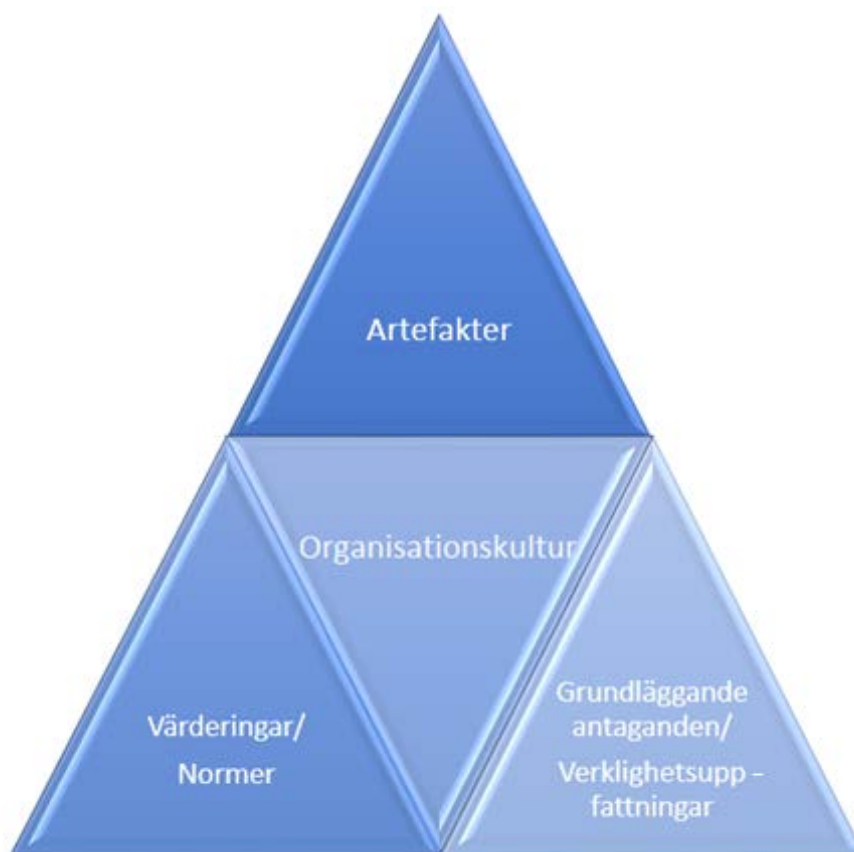 Artefakter
Organisationskultur
Värderingar/
Normer
Grundläggande
antaganden/
Verklighetsupp –
fattningar